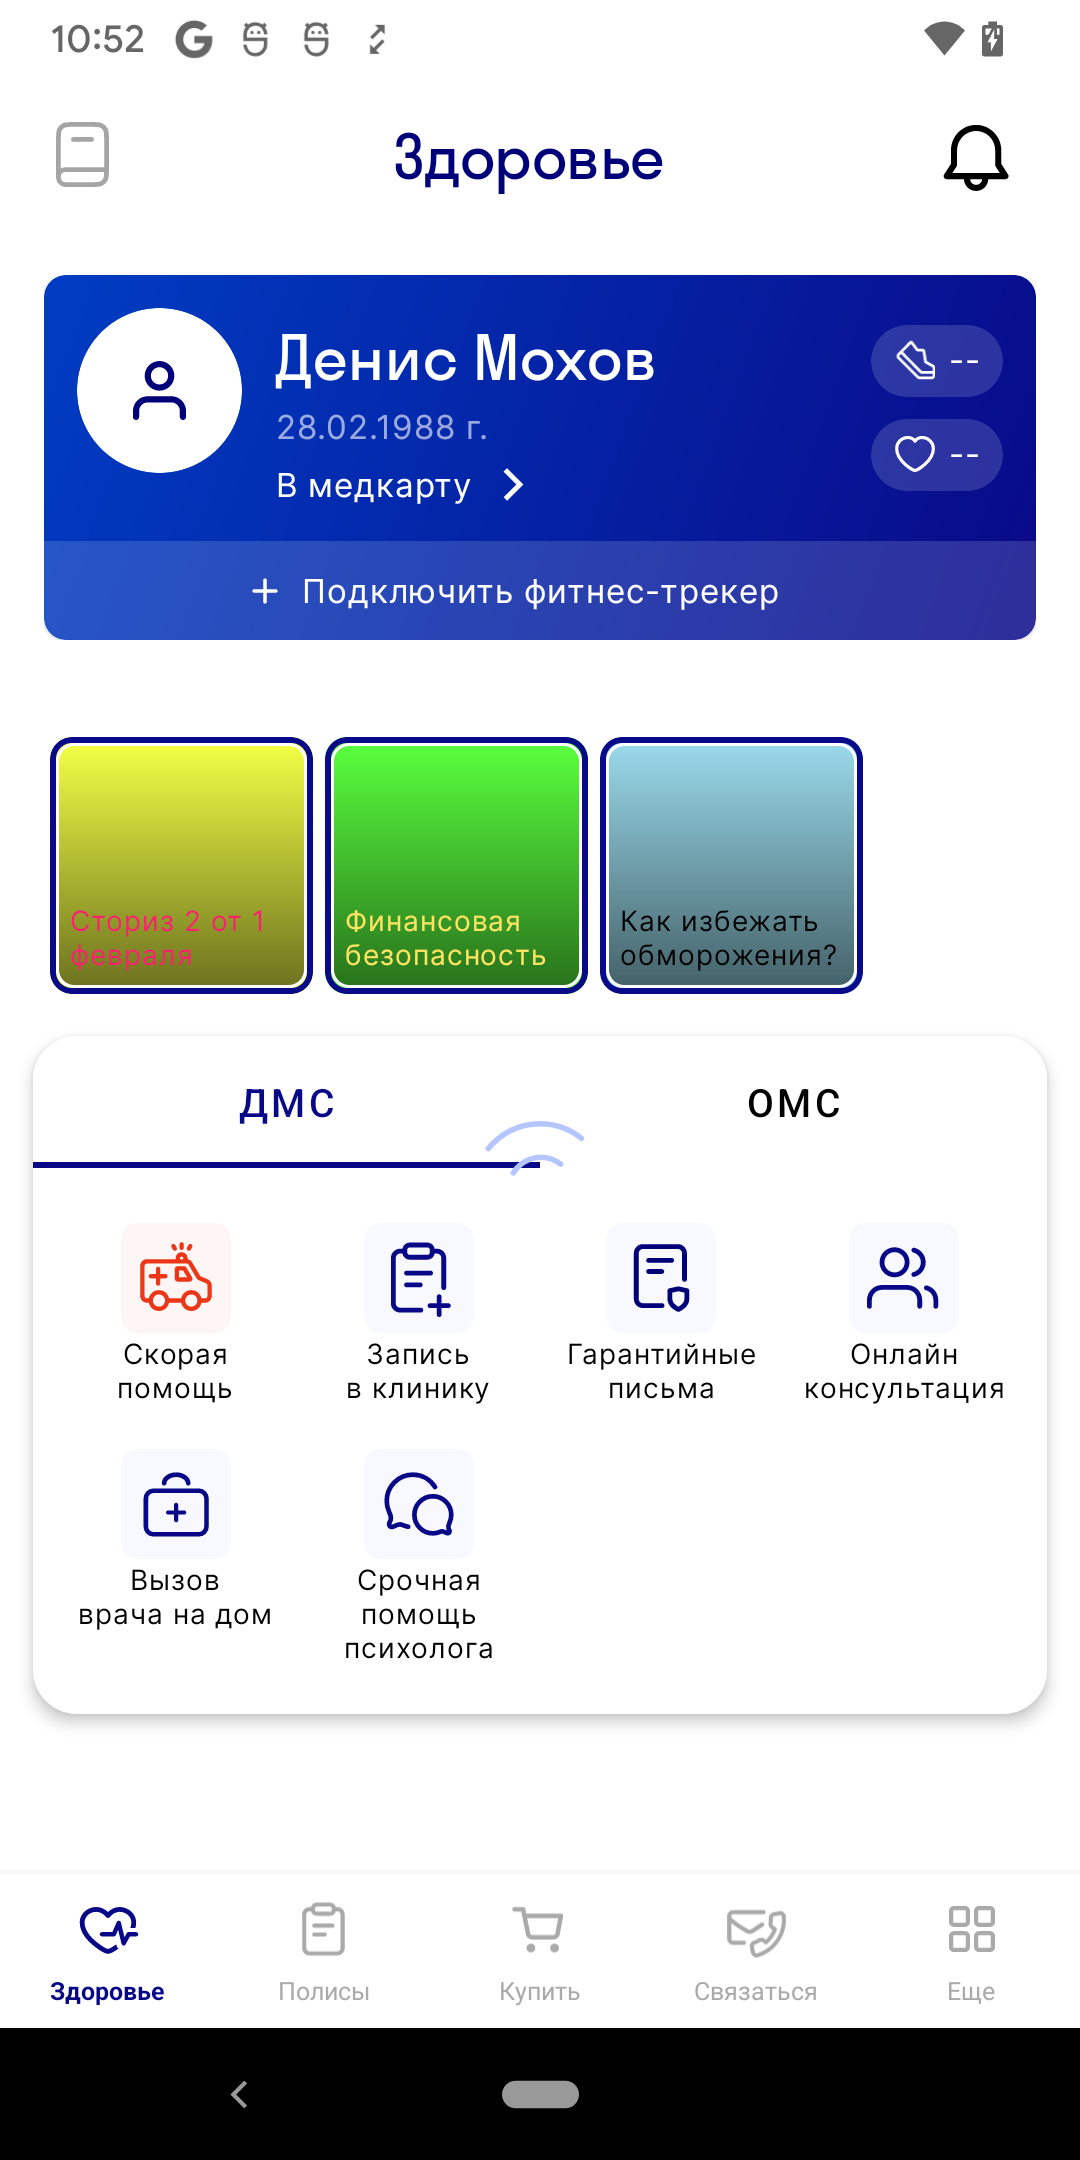 10:52
Здоровье
Денис Мохов
28.02.1988 г.
В медкарту
--
--
+ Подключить фитнес-трекер
Сториз 2 от 1
февраля
Финансовая
безопасность
Как избежать
обморожения?
ДМС
ОМС
Скорая
помощь
Запись
в клинику
Гарантийные
письма
Онлайн
консультация
Вызов
врача на дом
Срочная
помощь
психолога
Здоровье
Полисы
Купить
Связаться
Еще